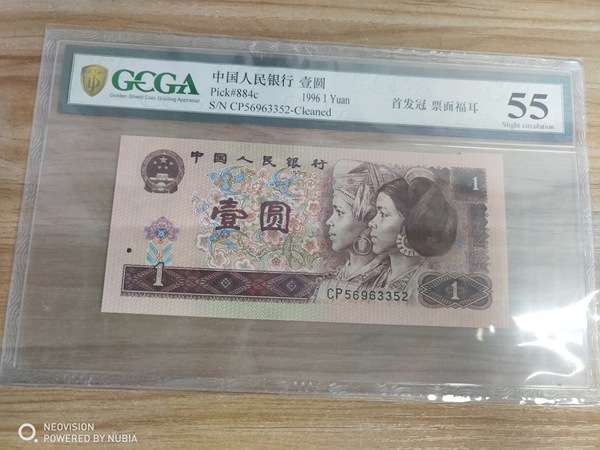 GCGA
Golden Shield Coin Grading Appraisal
中国人民银行 壹圆
Pick#884c 1996 1 Yuan
S/N CP56963352-Cleaned
首发冠 票面福耳
55
Slight circulation
中国人民银行
壹圆
1
1
CP56963352
1
NEOVISION
POWERED BY NUBIA